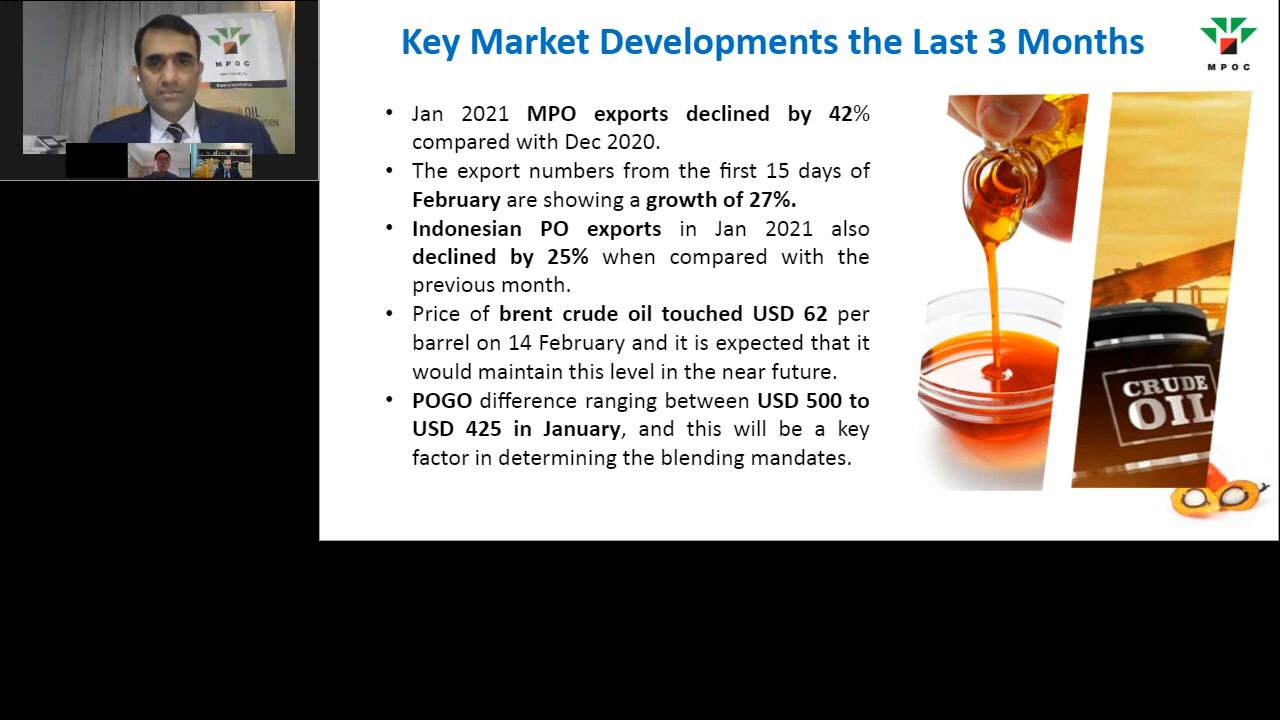 Key Market Developments the Last 3 Months
MPOC
• Jan 2021 MPO exports declined by 42%
compared with Dec 2020.
• The export numbers from the first 15 days of
February are showing a growth of 27%.
• Indonesian PO exports in Jan 2021 also
declined by 25% when compared with the
previous month.
• Price of brent crude oil touched USD 62 per
barrel on 14 February and it is expected that it
would maintain this level in the near future.
• POGO difference ranging between USD 500 to
USD 425 in January, and this will be a key
factor in determining the blending mandates.
CRUDE
OIL
MPOC
OIL